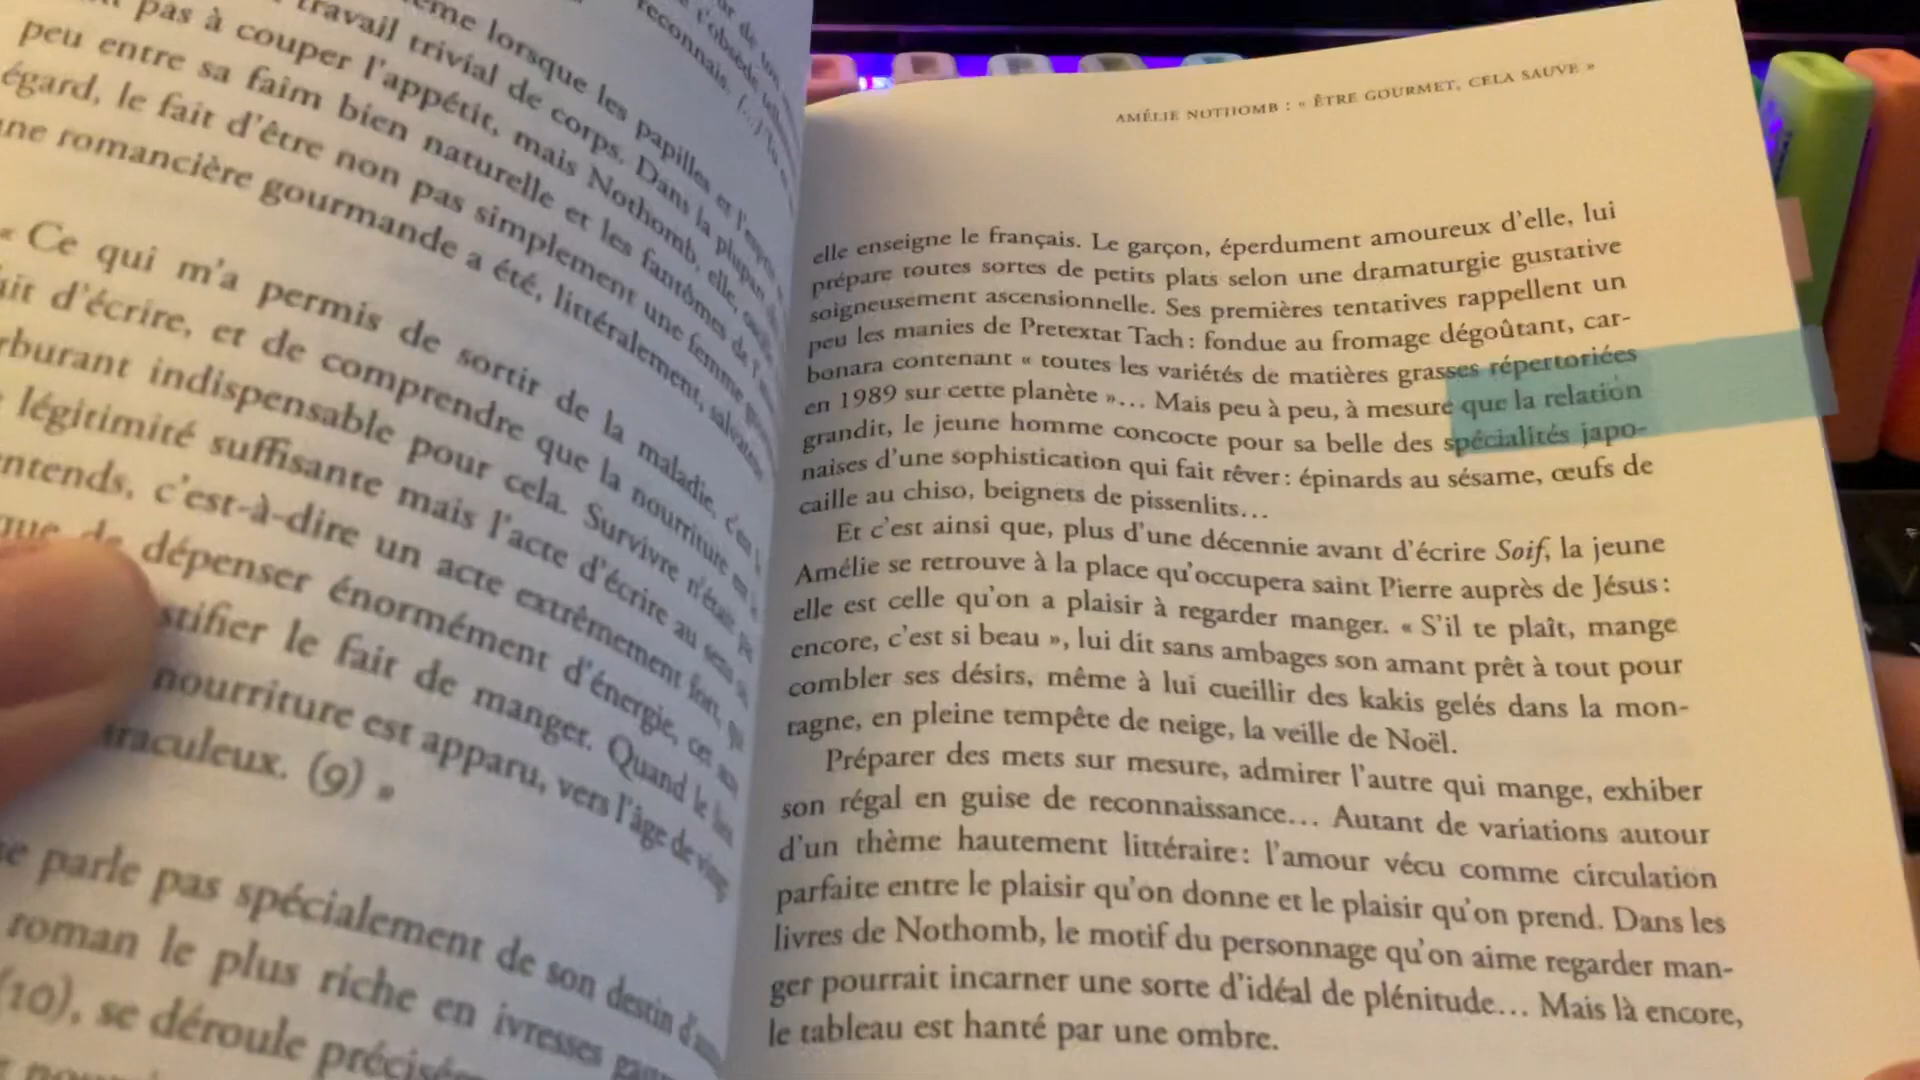 ur de ton
t'obsède
reconnais. (...) Tu
ême lorsque les papilles et
travail trivial de corps. Dans la plupart
pas à couper l'appétit, mais Nothomb, elle,
peu entre sa faim bien naturelle et les fantômes de
égard, le fait d'être non pas simplement une femme
une romancière gourmande a été, littéralement,
« Ce qui m'a permis de sortir de la maladie, c'est
ait d'écrire, et de comprendre que la nourriture
rburant indispensable pour cela. Survivre n'était
légitimité suffisante mais l'acte d'écrire au sens
entends, c'est-à-dire un acte extrêmement fort,
que de dépenser énormément d'énergie, cet
stifier le fait de manger. Quand le
nourriture est apparu, vers l'âge de vingt
iraculeux. (9) »
ne parle pas spécialement de son destin
roman le plus riche en ivresses
(10), se déroule
AMÉLIE NOTHOMB : « ÊTRE GOURMET, CELA SAUVE »
elle enseigne le français. Le garçon, éperdument amoureux d'elle, lui
prépare toutes sortes de petits plats selon une dramaturgie gustative
soigneusement ascensionnelle. Ses premières tentatives rappellent un
peu les manies de Pretextat Tach : fondue au fromage dégoûtant, car-
bonara contenant « toutes les variétés de matières grasses répertoriées
en 1989 sur cette planète »... Mais peu à peu, à mesure que la relation
grandit, le jeune homme concocte pour sa belle des spécialités japo-
naises d'une sophistication qui fait rêver : épinards au sésame, œufs de
caille au chiso, beignets de pissenlits...
Et c'est ainsi que, plus d'une décennie avant d'écrire Soif, la jeune
Amélie se retrouve à la place qu'occupera saint Pierre auprès de Jésus :
elle est celle qu'on a plaisir à regarder manger. « S'il te plaît, mange
encore, c'est si beau », lui dit sans ambages son amant prêt à tout pour
combler ses désirs, même à lui cueillir des kakis gelés dans la mon-
tagne, en pleine tempête de neige, la veille de Noël.
Préparer des mets sur mesure, admirer l'autre qui mange, exhiber
son régal en guise de reconnaissance... Autant de variations autour
d'un thème hautement littéraire : l'amour vécu comme circulation
parfaite entre le plaisir qu'on donne et le plaisir qu'on prend. Dans les
livres de Nothomb, le motif du personnage qu'on aime regarder man-
ger pourrait incarner une sorte d'idéal de plénitude... Mais là encore,
le tableau est hanté par une ombre.